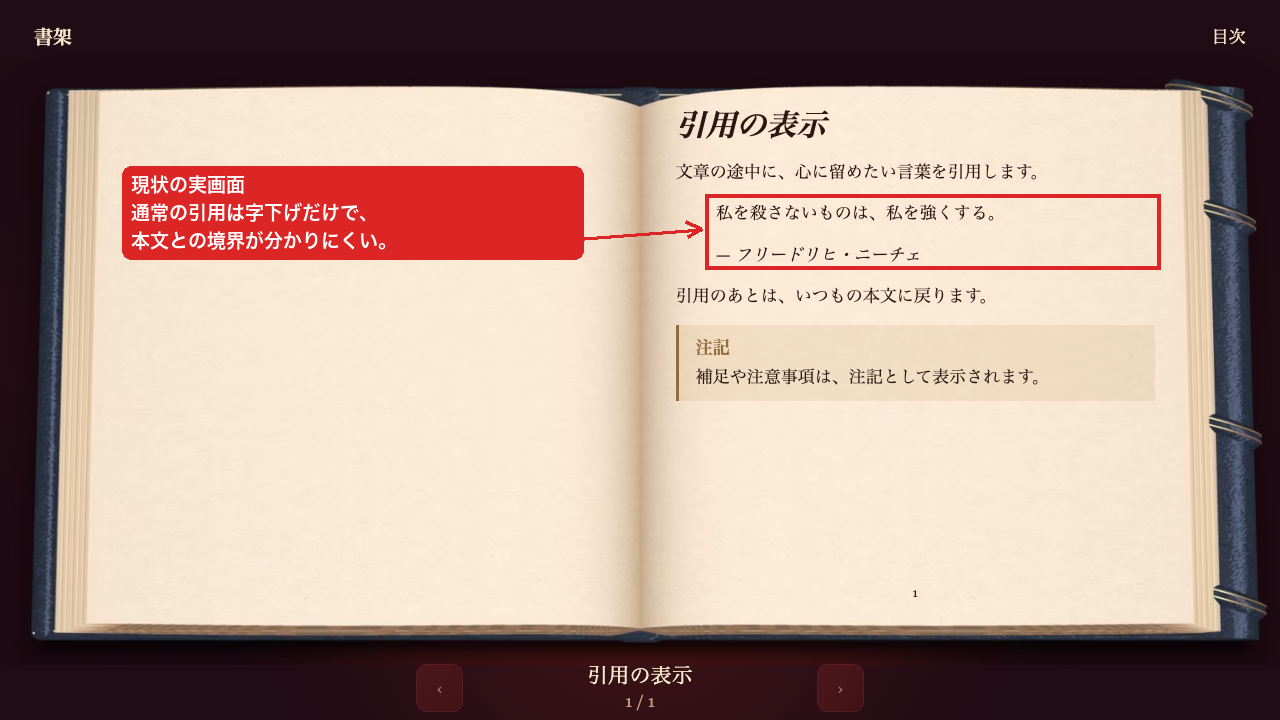 書架
目次
現状の実画面
通常の引用は字下げだけで、
本文との境界が分かりにくい。
引用の表示
文章の途中に、心に留めたい言葉を引用します。
私を殺さないものは、私を強くする。
— フリードリヒ・ニーチェ
引用のあとは、いつもの本文に戻ります。
注記
補足や注意事項は、注記として表示されます。
1
‹
引用の表示
1 / 1
›